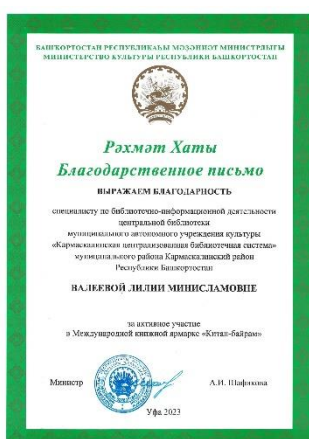 БАШҠОРТОСТАН РЕСПУБЛИКАҺЫ МӘҘӘНИӘТ МИНИСТРЛЫҒЫ
МИНИСТЕРСТВО КУЛЬТУРЫ РЕСПУБЛИКИ БАШКОРТОСТАН
Рәхмәт Хаты
Благодарственное письмо
ВЫРАЖАЕМ БЛАГОДАРНОСТЬ
специалисту по библиотечно-информационной деятельности
центральной библиотеки
муниципального автономного учреждения культуры
«Кармаскалинская централизованная библиотечная система»
муниципального района Кармаскалинский район
Республики Башкортостан
ВАЛЕЕВОЙ ЛИЛИИ МИНИСЛАМОВНЕ
за активное участие
в Международной книжной ярмарке «Китап-байрам»
Министр
А.И. Шафикова
Уфа 2023